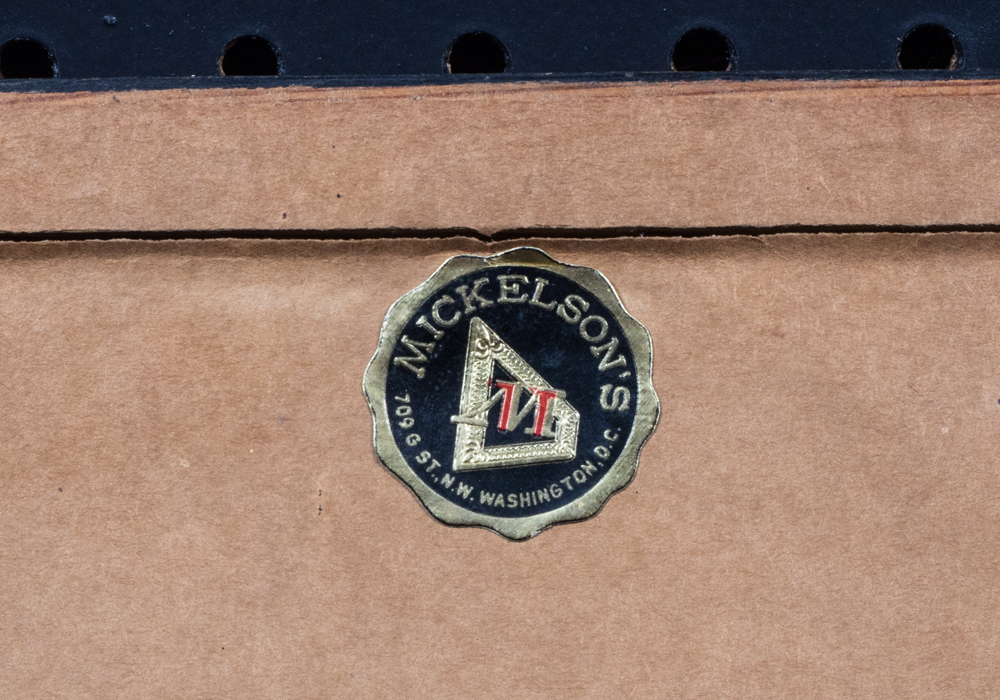 MICKELSON'S
M
709 G ST., N.W. WASHINGTON, D.C.